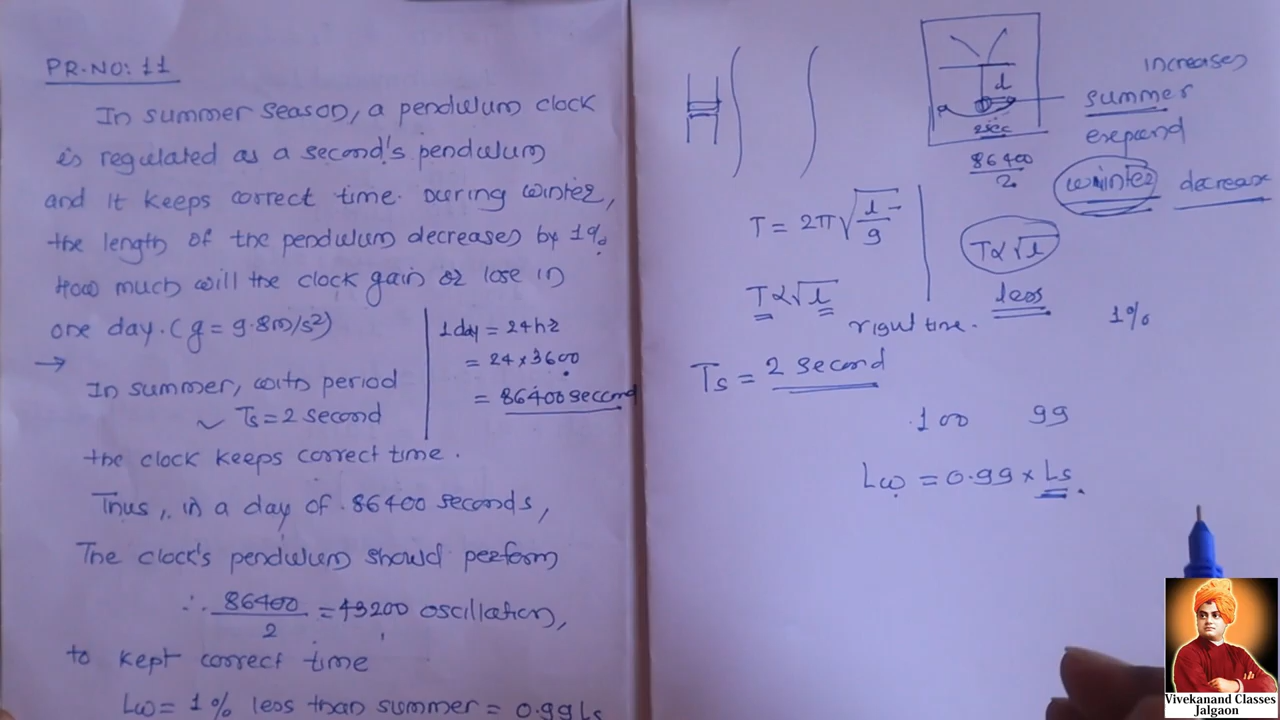 PR.NO: 11
In summer season, a pendulum clock
is regulated as a second's pendulum
and it keeps correct time. During winter,
the length of the pendulum decreases by 1%.
How much will the clock gain or lose in
one day. (g = 9.8m/s²)
1 day = 24hr
= 24 x 3600
= 86400 seccond
→ In summer, with period
~ Ts = 2 second
the clock keeps correct time.
Thus, in a day of 86400 seconds,
The clock's pendulum should perform
∴ 86400/2 = 43200 oscillation,
to kept correct time
Lw = 1% less than summer = 0.99 Ls
l
2sec
86400/2
increases
summer
expand
winter decrease
T = 2π√l/g
T∝√l
T∝√l
less
right time.
1%
Ts = 2 second
100 99
Lw = 0.99 x Ls.
Vivekanand Classes
Jalgaon